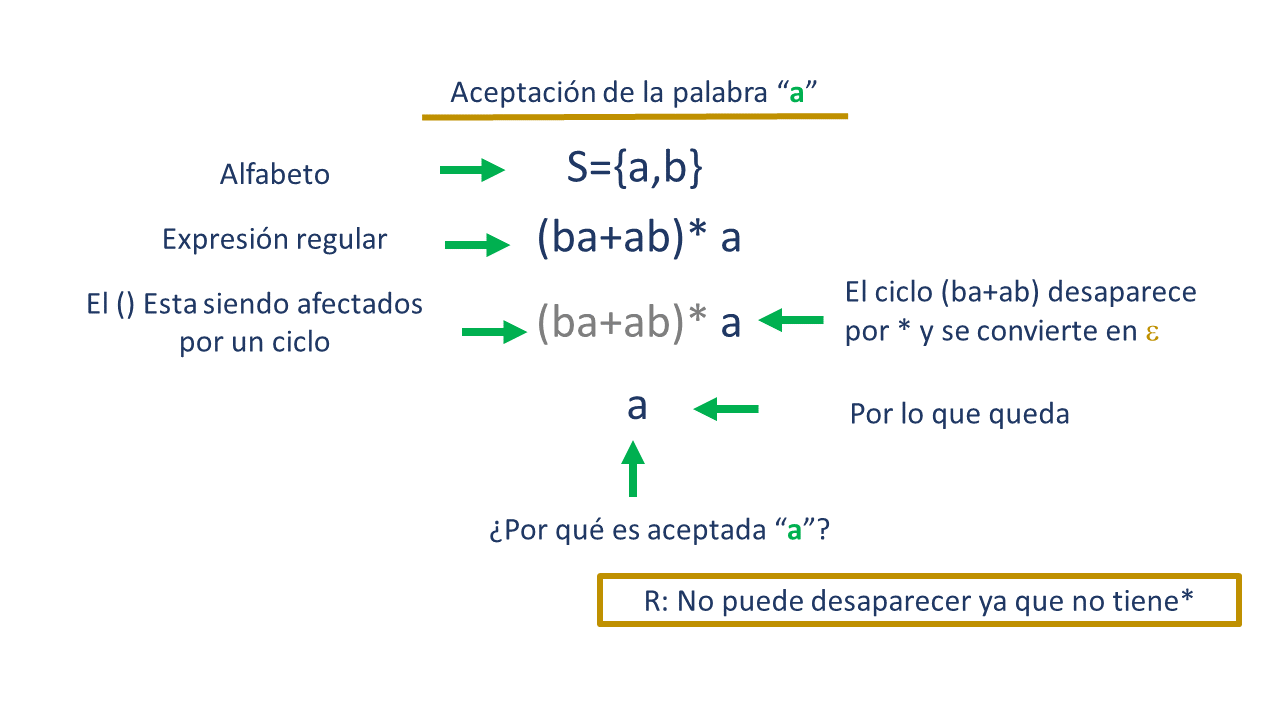 Aceptación de la palabra “a”
Alfabeto
S={a,b}
Expresión regular
(ba+ab)* a
El () Esta siendo afectados
por un ciclo
(ba+ab)* a
El ciclo (ba+ab) desaparece
por * y se convierte en ε
a
Por lo que queda
¿Por qué es aceptada “a”?
R: No puede desaparecer ya que no tiene*